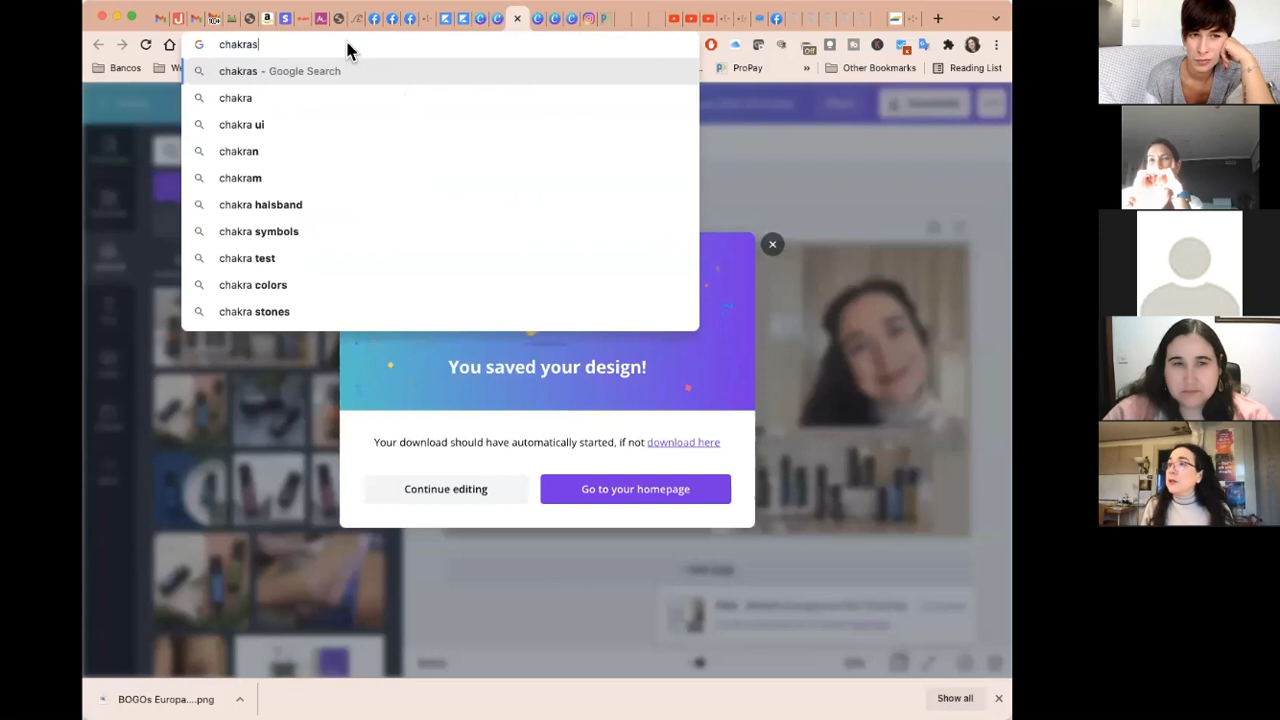 chakras
Off
Bancos
ProPay
»
Other Bookmarks
Reading List
chakras - Google Search
chakra
chakra ui
chakran
chakram
chakra halsband
chakra symbols
chakra test
chakra colors
chakra stones
You saved your design!
Your download should have automatically started, if not download here
Continue editing
Go to your homepage
BOGOs Europa....png
Show all